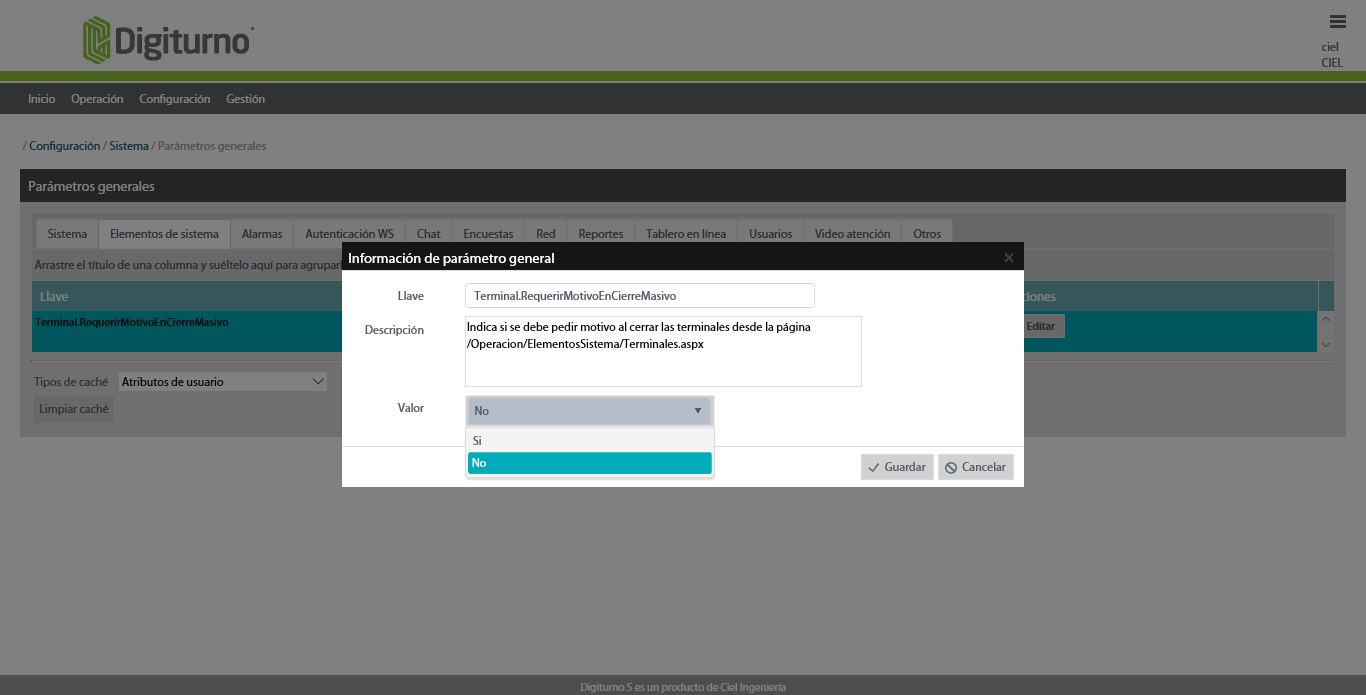 Digiturno
ciel
CIEL
Inicio Operación Configuración Gestión
/ Configuración / Sistema / Parámetros generales
Parámetros generales
Sistema Elementos de sistema Alarmas Autenticación WS Chat Encuestas Red Reportes Tablero en línea Usuarios Video atención Otros
Arrastre el título de una columna y suéltelo aquí para agrupar
Llave
Terminal.RequerirMotivoEnCierreMasivo
Editar
Tipos de caché Atributos de usuario
Limpiar caché
Información de parámetro general
Llave Terminal.RequerirMotivoEnCierreMasivo
Descripción Indica si se debe pedir motivo al cerrar las terminales desde la página
/Operacion/ElementosSistema/Terminales.aspx
Valor No
Si
No
Guardar Cancelar
Digiturno 5 es un producto de Ciel Ingeniería